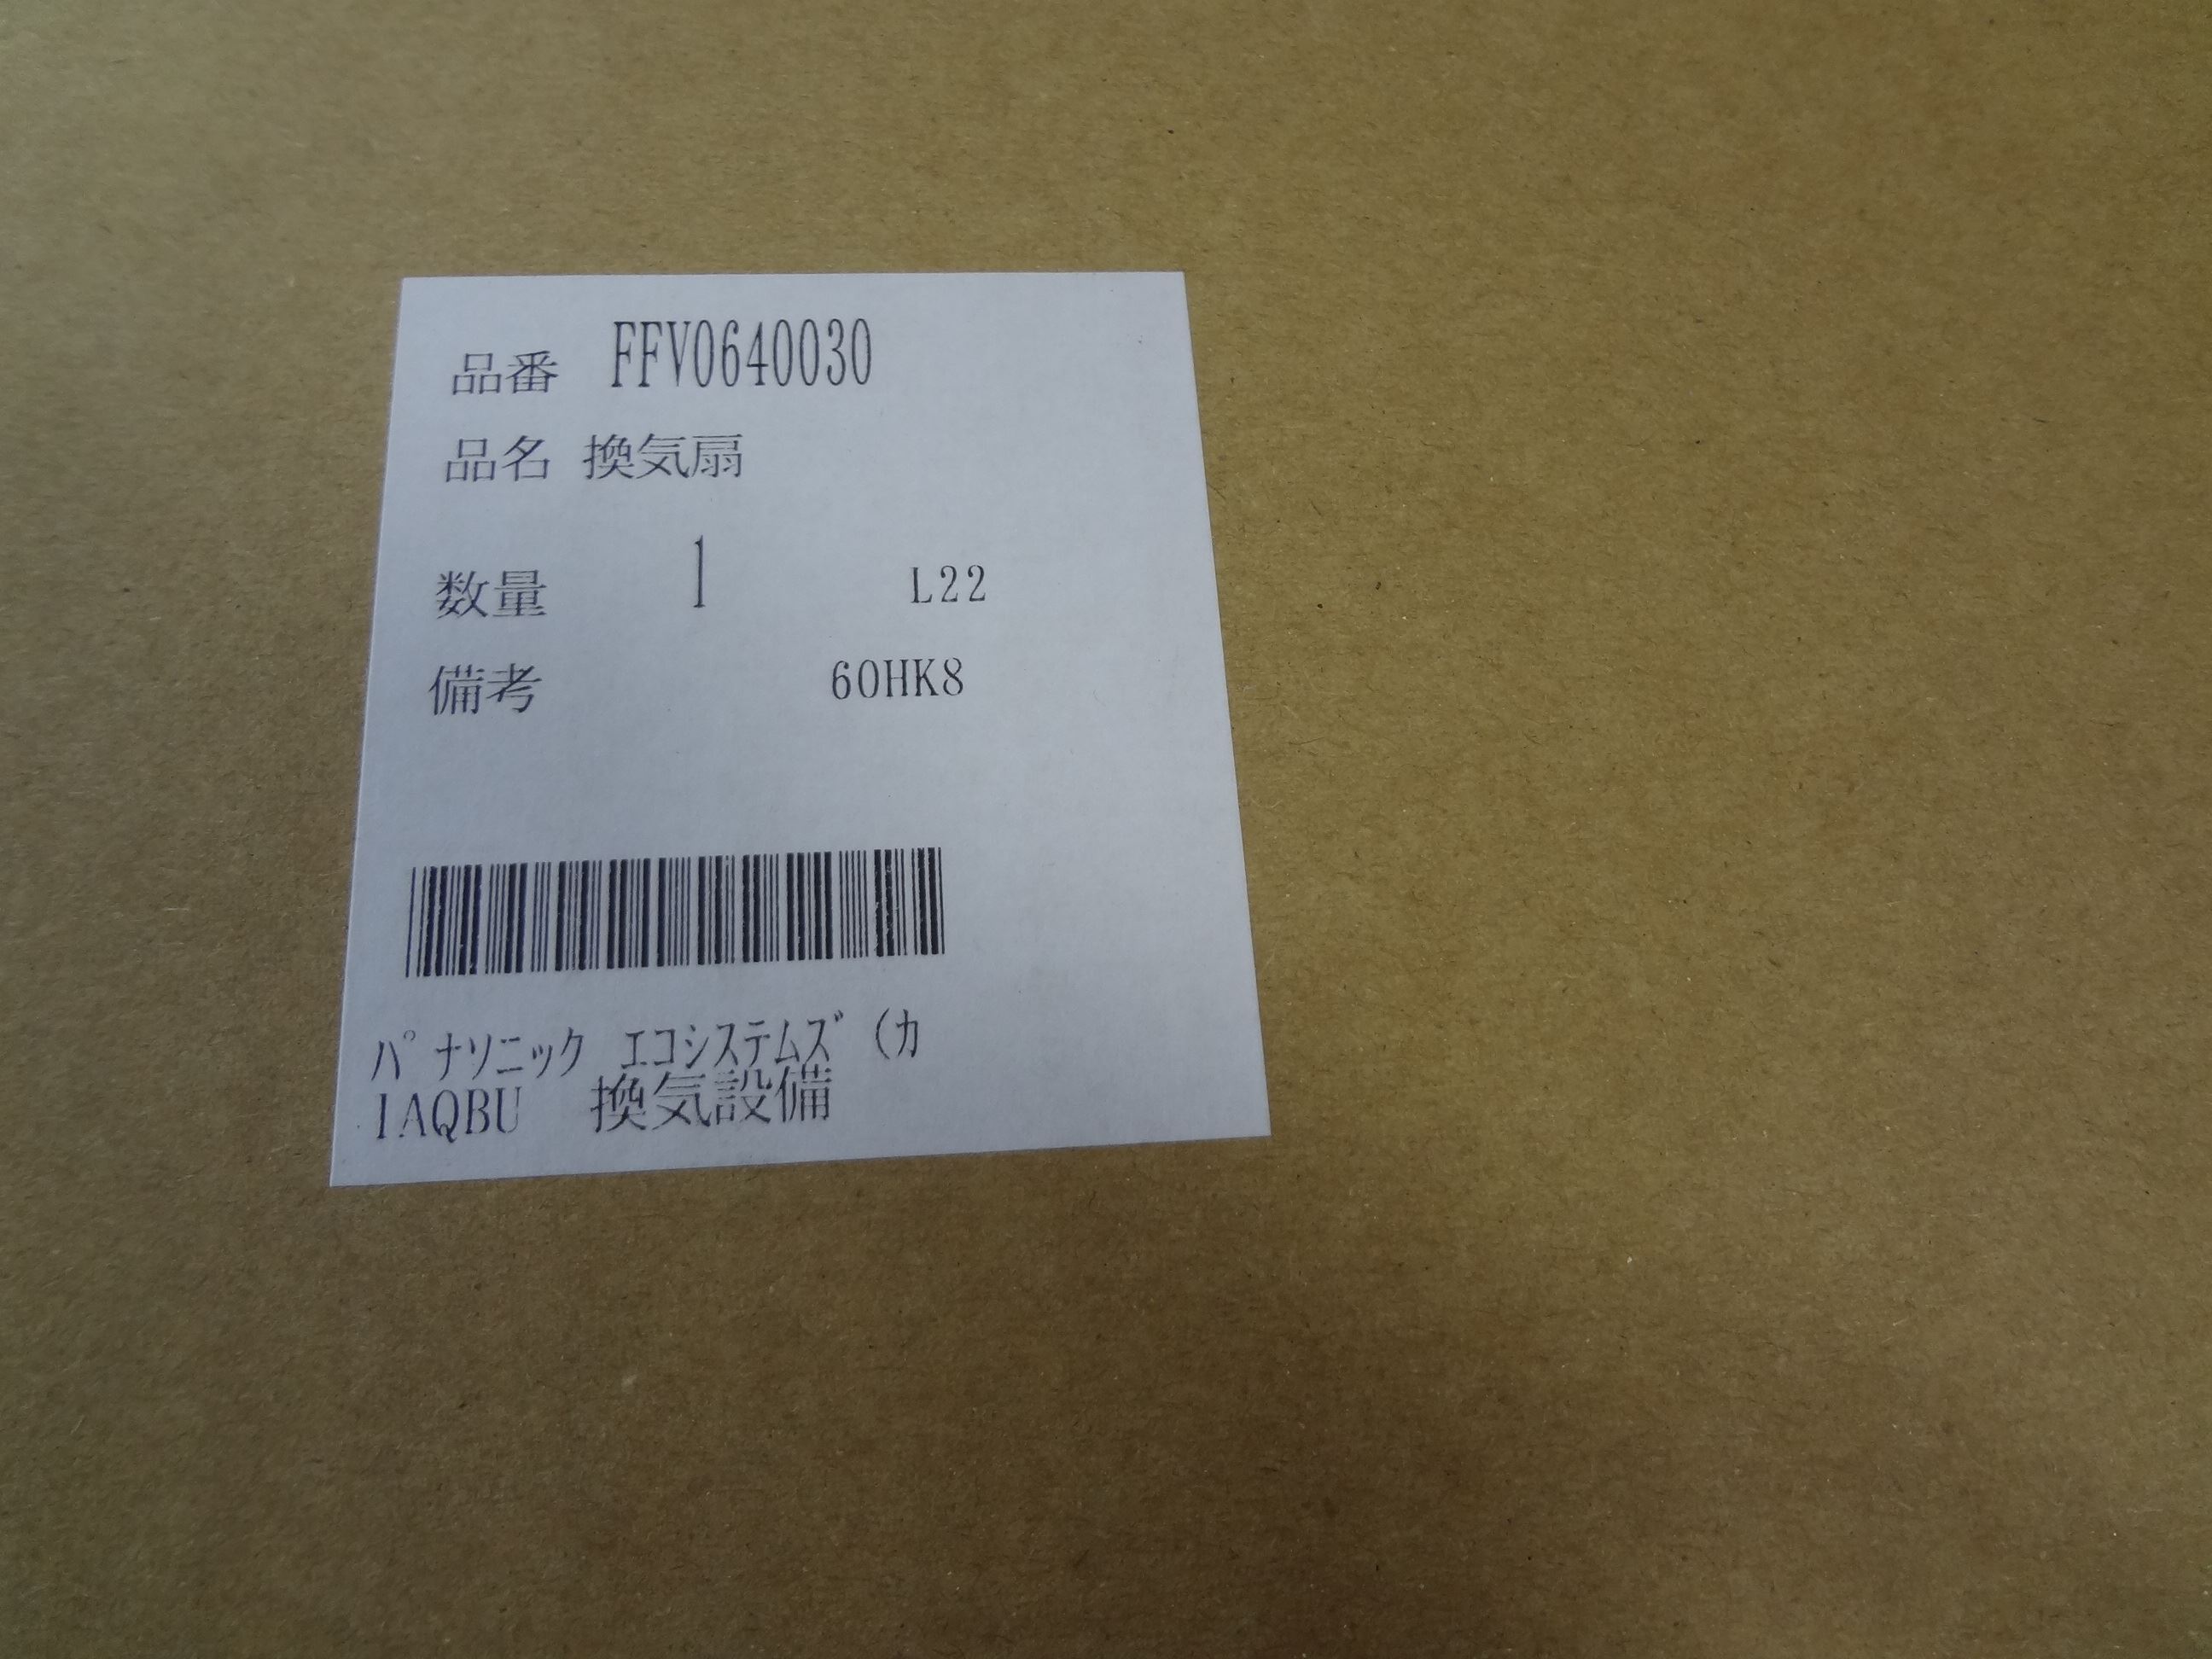 品番 FFV0640030
品名 換気扇
数量 1 L22
備考 60HK8
ﾊﾟﾅｿﾆｯｸ ｴｺｼｽﾃﾑｽﾞ(ｶ
IAQBU 換気設備